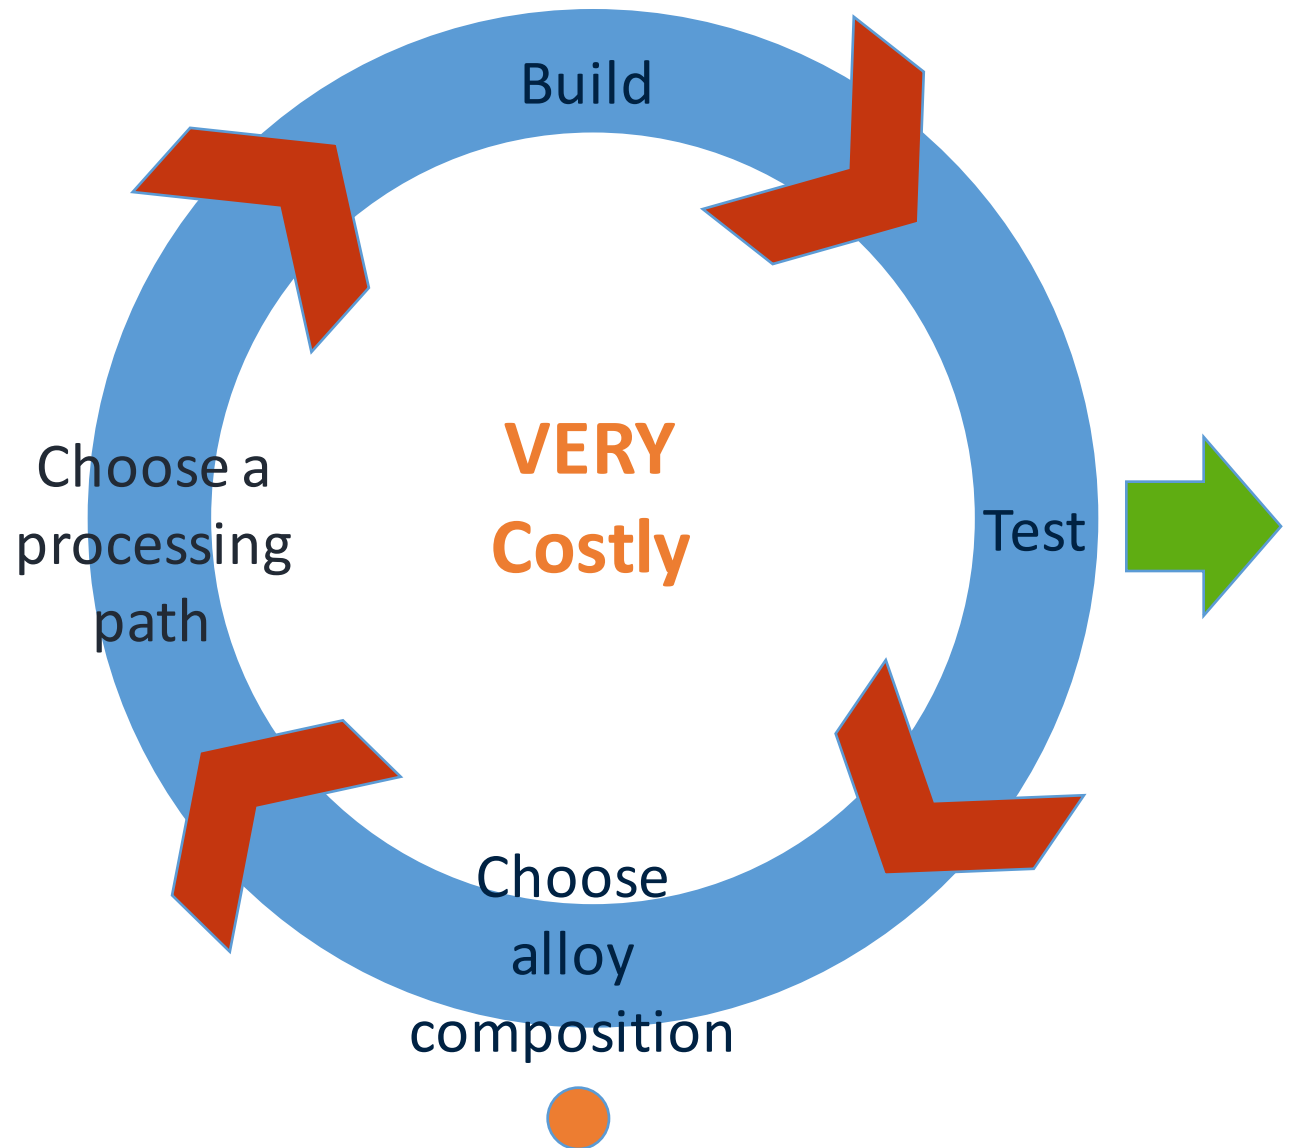 Build
Choose a
processing
path
VERY
Costly
Test
Choose
alloy
composition